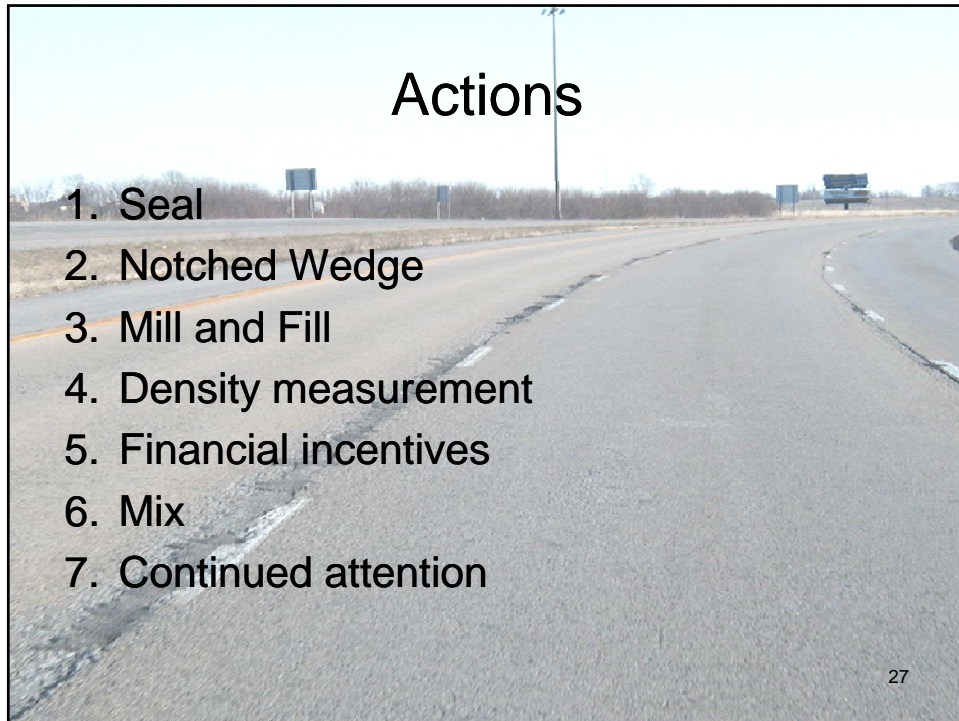 Actions
1. Seal
2. Notched Wedge
3. Mill and Fill
4. Density measurement
5. Financial incentives
6. Mix
7. Continued attention
27